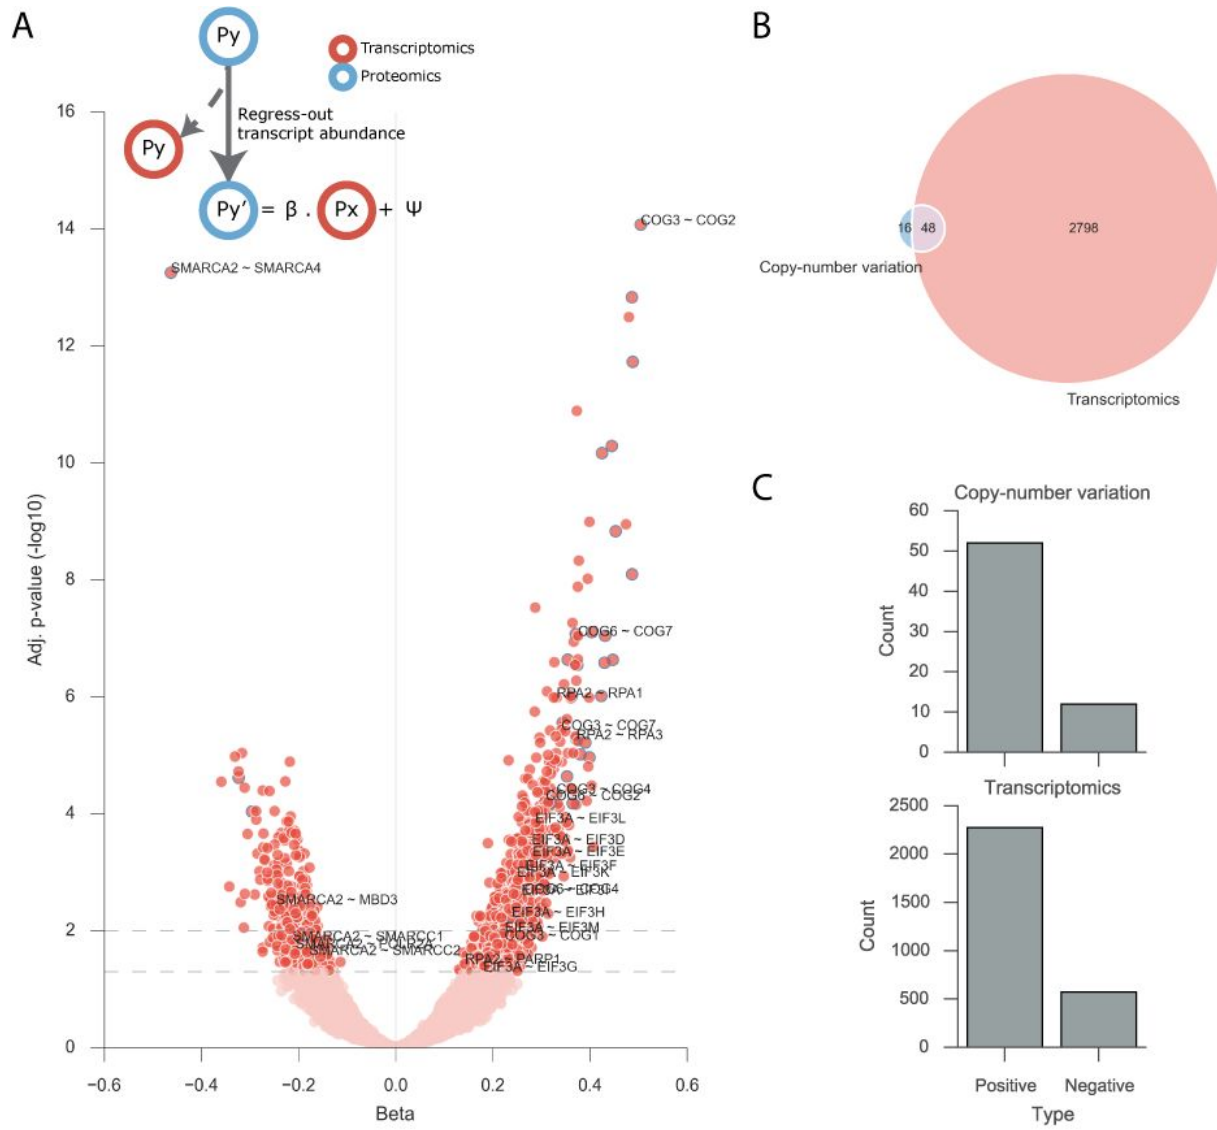 A
Py
Transcriptomics
Proteomics
Regress-out
transcript abundance
Py
Py′ = β . Px + Ψ
16
14
12
10
8
6
4
2
0
Adj. p-value (-log10)
COG3 ~ COG2
SMARCA2 ~ SMARCA4
COG6 ~ COG7
RPA2 ~ RPA1
COG3 ~ COG7
RPA2 ~ RPA3
COG3 ~ COG4
COG6 ~ COG2
EIF3A ~ EIF3L
EIF3A ~ EIF3D
EIF3A ~ EIF3E
EIF3A ~ EIF3F
EIF3A ~ EIF3K
COG6 ~ COG4
SMARCA2 ~ MBD3
EIF3A ~ EIF3H
EIF3A ~ EIF3M
COG3 ~ COG1
SMARCA2 ~ SMARCC1
SMARCA2 ~ POLR2A
SMARCA2 ~ SMARCC2
RPA2 ~ PARP1
EIF3A ~ EIF3G
−0.6 −0.4 −0.2 0.0 0.2 0.4 0.6
Beta
B
16 48 2798
Copy-number variation
Transcriptomics
C
Copy-number variation
60
50
40
30
20
10
0
Count
Transcriptomics
2500
2000
1500
1000
500
0
Count
Positive Negative
Type